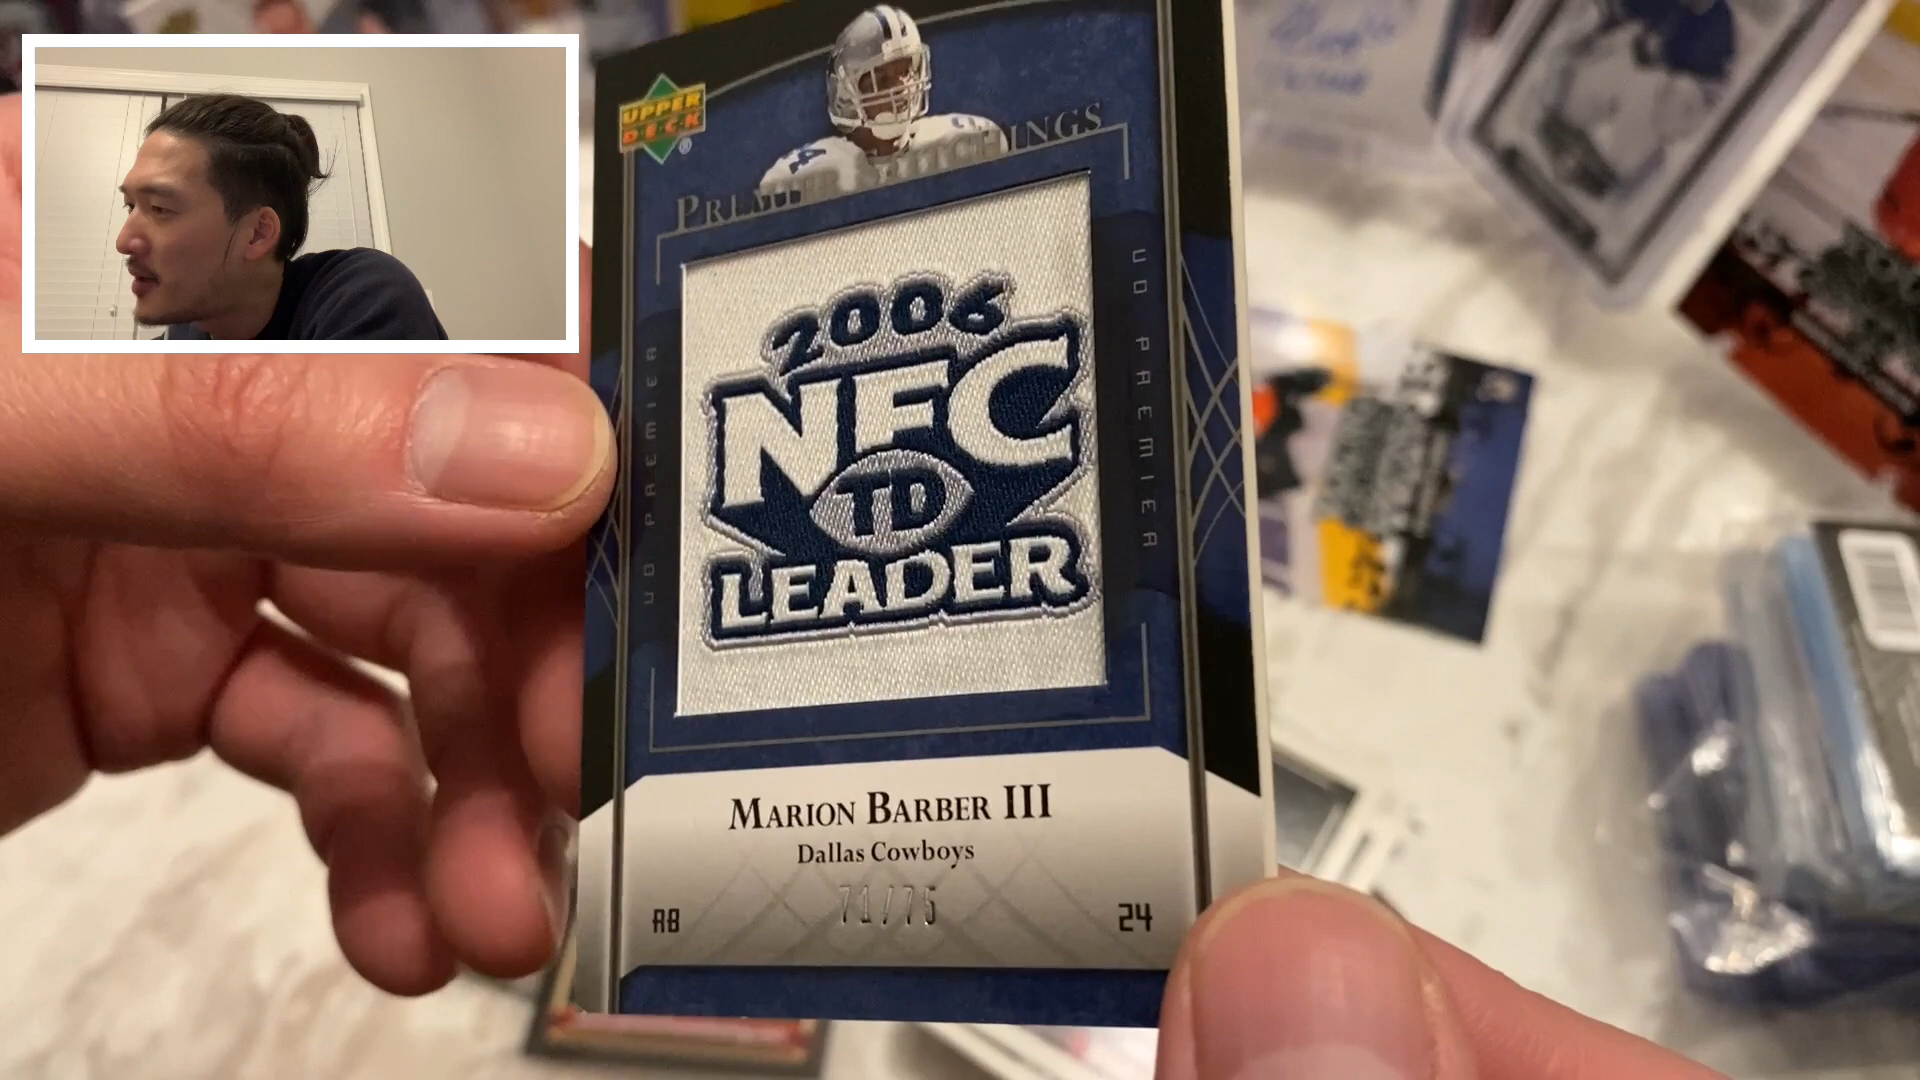 UPPER
DECK
®
PREMIER STITCHINGS
UD PREMIER
UD PREMIER
2006
NFC
TD
LEADER
MARION BARBER III
Dallas Cowboys
71/75
RB
24